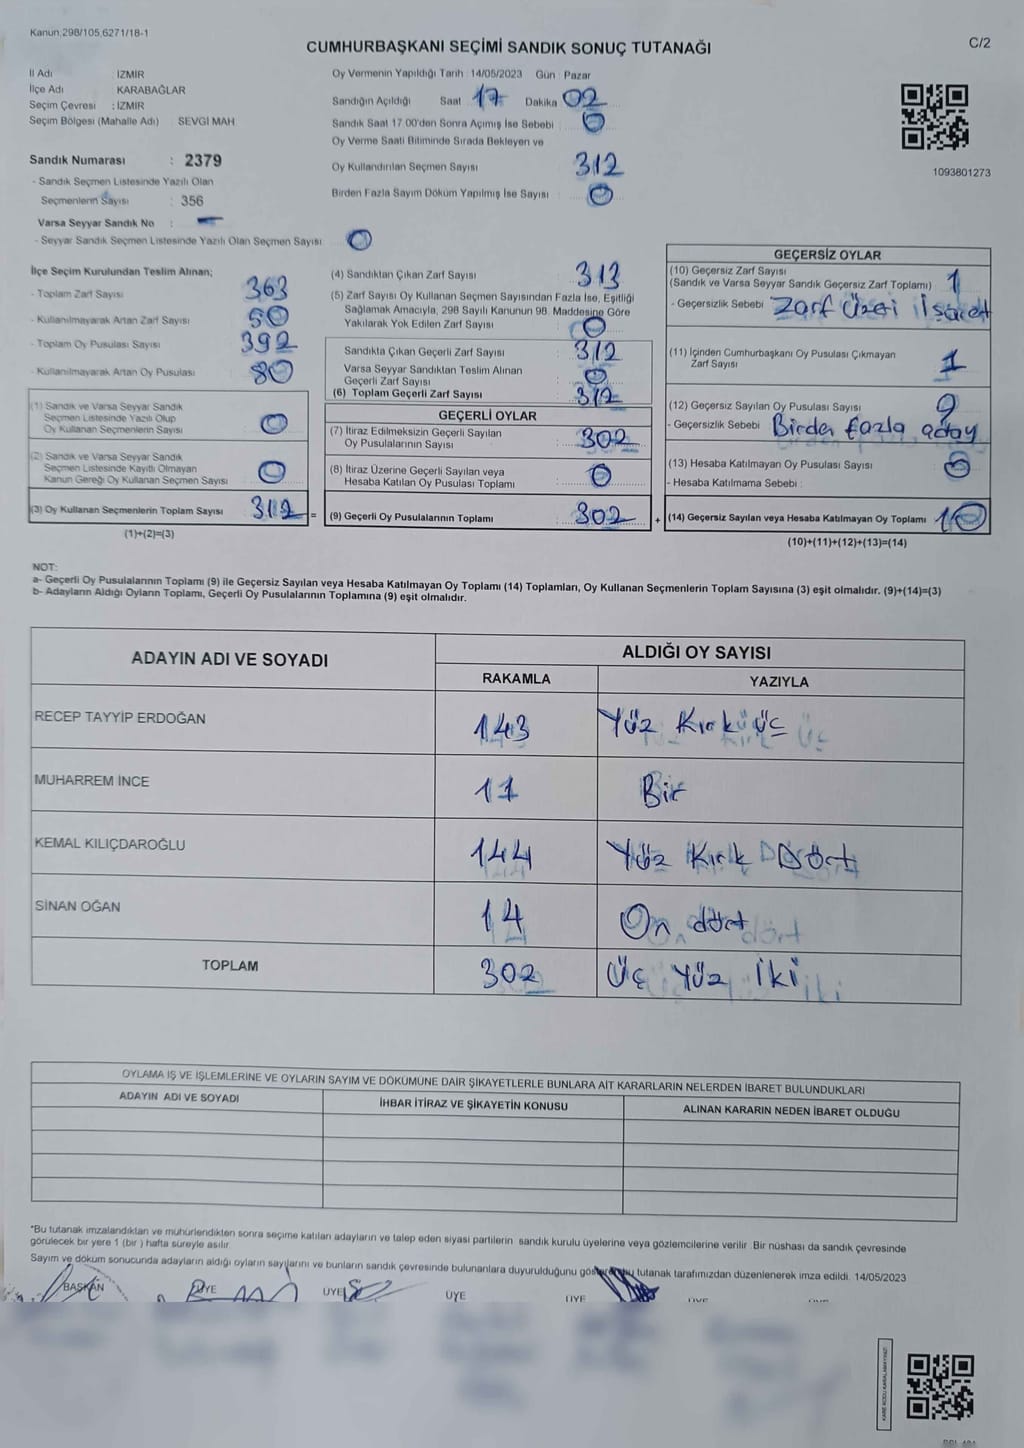 Kanun,298/105,6271/18-1
CUMHURBAŞKANI SEÇİMİ SANDIK SONUÇ TUTANAĞI
C/2
İl Adı : İZMİR
İlçe Adı : KARABAĞLAR
Seçim Çevresi : İZMİR
Seçim Bölgesi (Mahalle Adı) : SEVGİ MAH.
Sandık Numarası : 2379
- Sandık Seçmen Listesinde Yazılı Olan
Seçmenlerin Sayısı : 356
Varsa Seyyar Sandık No : -
- Seyyar Sandık Seçmen Listesinde Yazılı Olan Seçmen Sayısı : 0
Oy Vermenin Yapıldığı Tarih : 14/05/2023 Gün : Pazar
Sandığın Açıldığı Saat 17 Dakika 02
Sandık Saat 17:00'den Sonra Açımış İse Sebebi : 0
Oy Verme Saati Bitiminde Sırada Bekleyen ve
Oy Kullandırılan Seçmen Sayısı : 312
Birden Fazla Sayım Döküm Yapılmış İse Sayısı : 0
1093801273
İlçe Seçim Kurulundan Teslim Alınan;
- Toplam Zarf Sayısı : 363
- Kullanılmayarak Artan Zarf Sayısı : 50
- Toplam Oy Pusulası Sayısı : 392
- Kullanılmayarak Artan Oy Pusulası : 80
(1) Sandık ve Varsa Seyyar Sandık
Seçmen Listesinde Yazılı Olup
Oy Kullanan Seçmenlerin Sayısı : 0
(2) Sandık ve Varsa Seyyar Sandık
Seçmen Listesinde Kayıtlı Olmayan
Kanun Gereği Oy Kullanan Seçmen Sayısı : 0
(3) Oy Kullanan Seçmenlerin Toplam Sayısı : 312 =
(1)+(2)=(3)
(4) Sandıktan Çıkan Zarf Sayısı : 313
(5) Zarf Sayısı Oy Kullanan Seçmen Sayısından Fazla İse, Eşitliği
Sağlamak Amacıyla, 298 Sayılı Kanunun 98. Maddesine Göre
Yakılarak Yok Edilen Zarf Sayısı : 0
Sandıkta Çıkan Geçerli Zarf Sayısı : 312
Varsa Seyyar Sandıktan Teslim Alınan
Geçerli Zarf Sayısı : 0
(6) Toplam Geçerli Zarf Sayısı : 312
GEÇERLİ OYLAR
(7) İtiraz Edilmeksizin Geçerli Sayılan
Oy Pusulalarının Sayısı : 302
(8) İtiraz Üzerine Geçerli Sayılan veya
Hesaba Katılan Oy Pusulası Toplamı : 0
(9) Geçerli Oy Pusulalarının Toplamı : 302 +
GEÇERSİZ OYLAR
(10) Geçersiz Zarf Sayısı
(Sandık ve Varsa Seyyar Sandık Geçersiz Zarf Toplamı) : 1
- Geçersizlik Sebebi : Zarf Üzeri İşaret
(11) İçinden Cumhurbaşkanı Oy Pusulası Çıkmayan
Zarf Sayısı : 1
(12) Geçersiz Sayılan Oy Pusulası Sayısı : 9
- Geçersizlik Sebebi : Birden fazla aday
(13) Hesaba Katılmayan Oy Pusulası Sayısı : 0
- Hesaba Katılmama Sebebi :
(14) Geçersiz Sayılan veya Hesaba Katılmayan Oy Toplamı : 10
(10)+(11)+(12)+(13)=(14)
NOT:
a- Geçerli Oy Pusulalarının Toplamı (9) ile Geçersiz Sayılan veya Hesaba Katılmayan Oy Toplamı (14) Toplamları, Oy Kullanan Seçmenlerin Toplam Sayısına (3) eşit olmalıdır. (9)+(14)=(3)
b- Adayların Aldığı Oyların Toplamı, Geçerli Oy Pusulalarının Toplamına (9) eşit olmalıdır.
ADAYIN ADI VE SOYADI
ALDIĞI OY SAYISI
RAKAMLA YAZIYLA
RECEP TAYYİP ERDOĞAN 143 Yüz Kırk üç
MUHARREM İNCE 1 Bir
KEMAL KILIÇDAROĞLU 144 Yüz Kırk Dört
SİNAN OĞAN 14 On dört
TOPLAM 302 Üç Yüz İki
OYLAMA İŞ VE İŞLEMLERİNE VE OYLARIN SAYIM VE DÖKÜMÜNE DAİR ŞİKAYETLERLE BUNLARA AİT KARARLARIN NELERDEN İBARET BULUNDUKLARI
ADAYIN ADI VE SOYADI İHBAR İTİRAZ VE ŞİKAYETİN KONUSU ALINAN KARARIN NEDEN İBARET OLDUĞU
*Bu tutanak imzalandıktan ve mühürlendikten sonra seçime katılan adayların ve talep eden siyasi partilerin sandık kurulu üyelerine veya gözlemcilerine verilir. Bir nüshası da sandık çevresinde
görülecek bir yere 1 (bir ) hafta süreyle asılır.
Sayım ve döküm sonucunda adayların aldığı oyların sayılarını ve bunların sandık çevresinde bulunanlara duyurulduğunu gösteren bu tutanak tarafımızdan düzenlenerek imza edildi. 14/05/2023
BAŞKAN ÜYE ÜYE ÜYE ÜYE ÜYE ÜYE